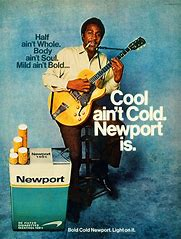 Half
ain't Whole.
Body
ain't Soul.
Mild ain't Bold...
Cool
ain't Cold.
Newport
is.
Newport
Bold Cold Newport. Light on it.